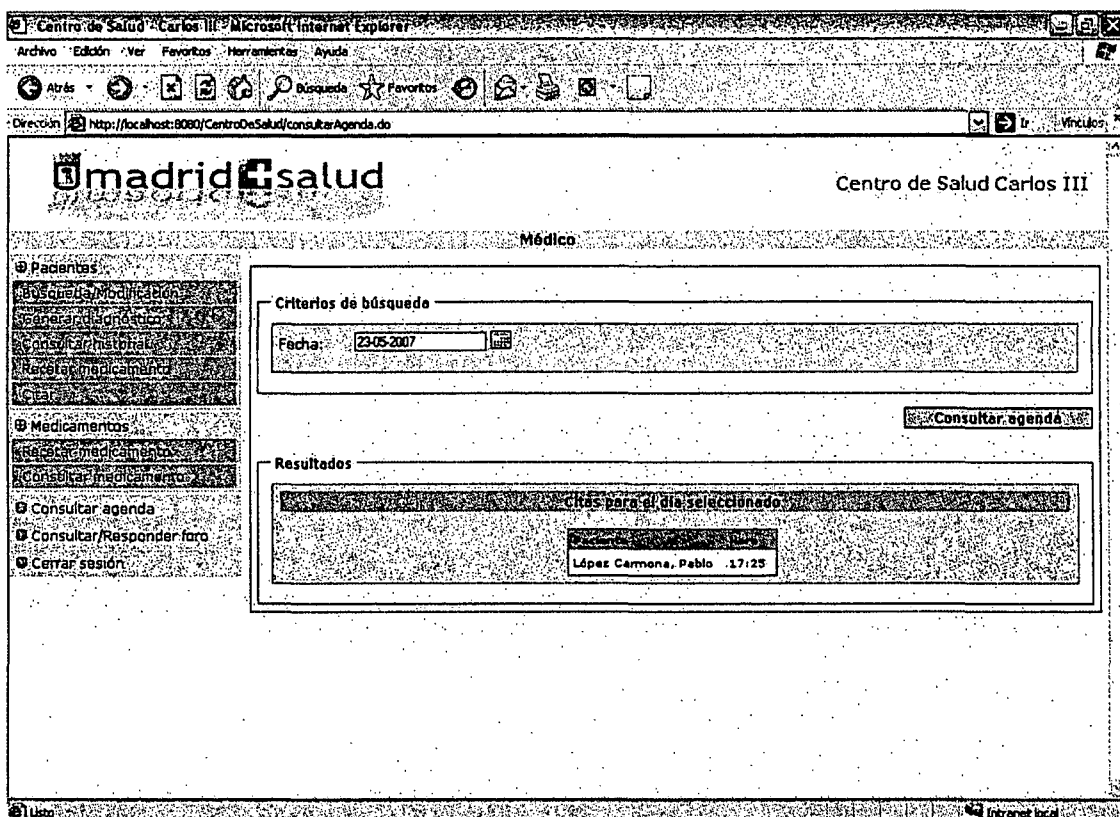 Centro de Salud - Carlos III - Microsoft Internet Explorer
Archivo Edición Ver Favoritos Herramientas Ayuda
Atrás Búsqueda Favoritos
Dirección http://localhost:8080/CentroDeSalud/consultarAgenda.do Ir Vínculos
madrid salud
Centro de Salud Carlos III
Médico
Pacientes
Búsqueda/Modificación
Generar diagnóstico
Consultar historial
Recetar medicamento
Citar
Medicamentos
Recetar medicamento
Consultar medicamento
Consultar agenda
Consultar/Responder foro
Cerrar sesión
Criterios de búsqueda
Fecha: 23-05-2007
Consultar agenda
Resultados
Citas para el día seleccionado
López Carmona, Pablo 17:25
Listo
Intranet local